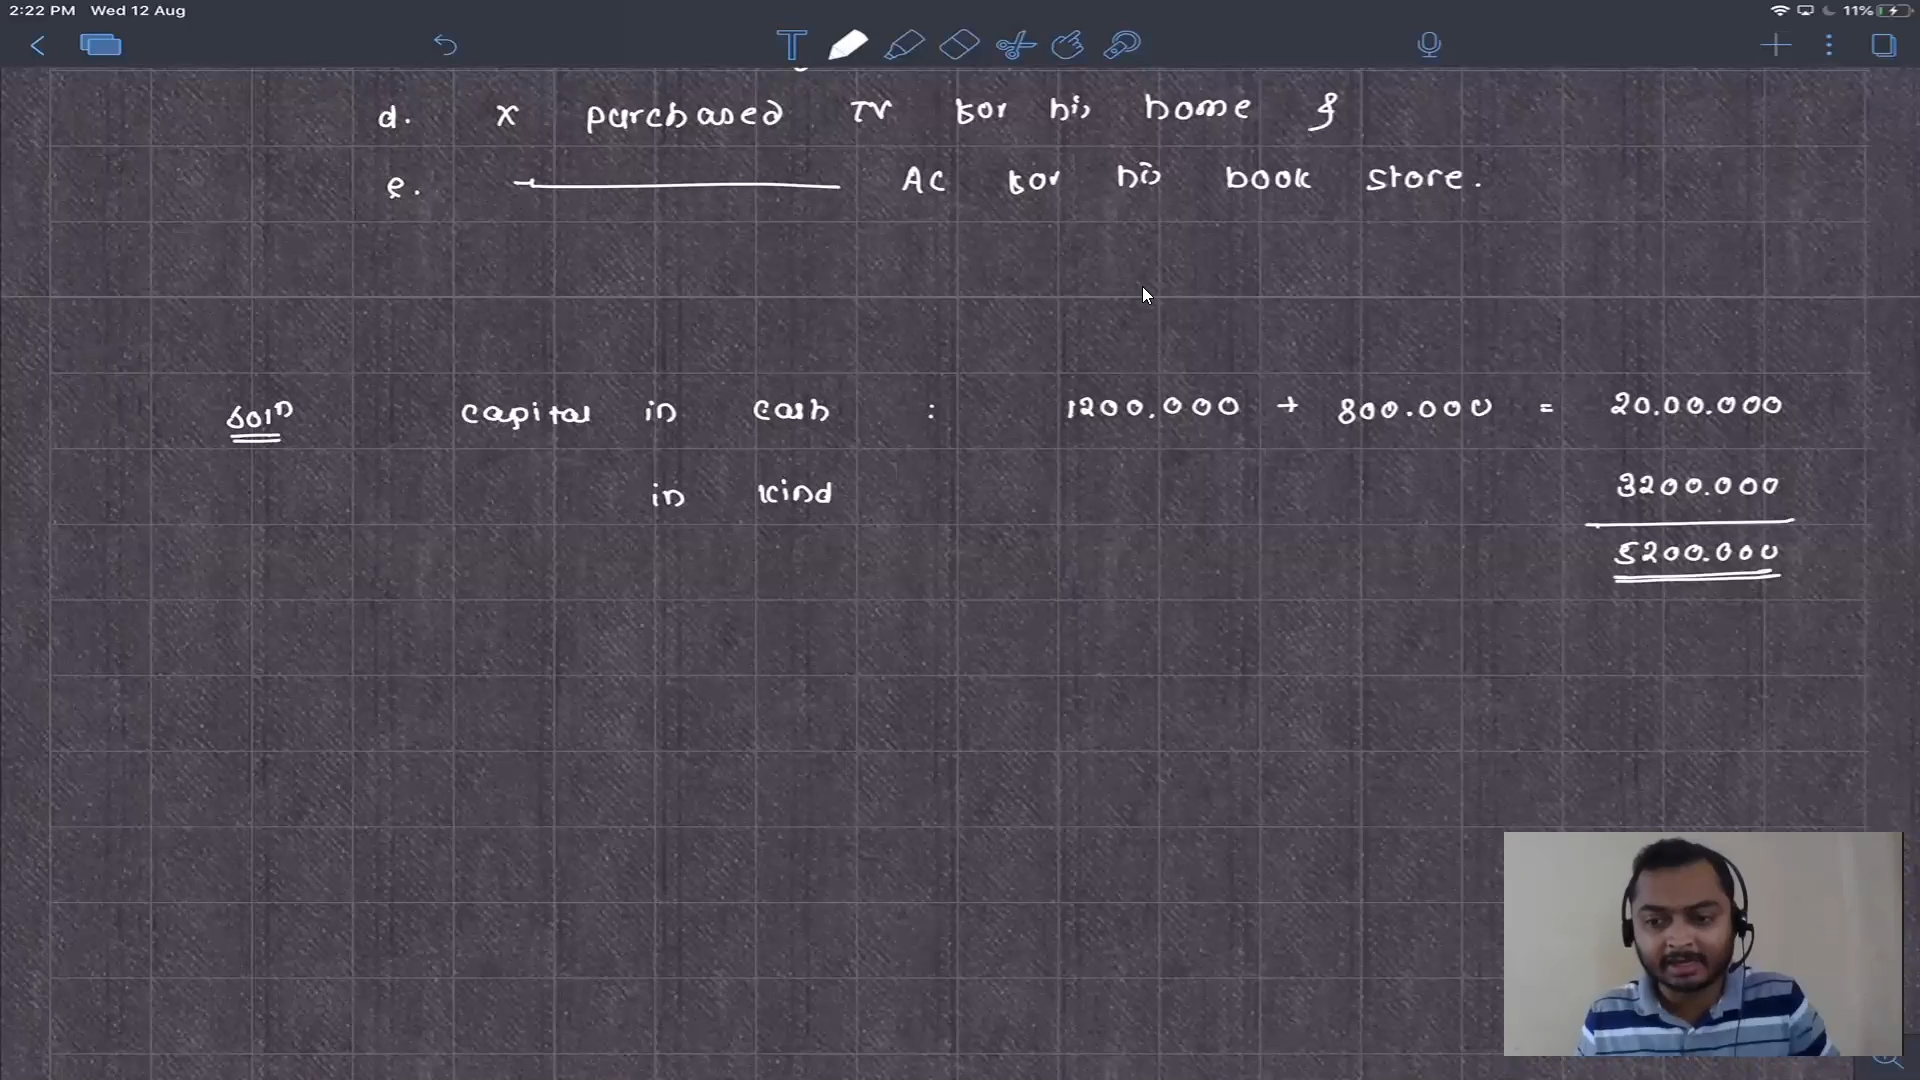 2:22 PM Wed 12 Aug
11%
T
d. X purchased TV for his home &
e. AC for his book store.
Solⁿ capital in cash : 1200.000 + 800.000 = 20.00.000
in kind 3200.000
5200.000